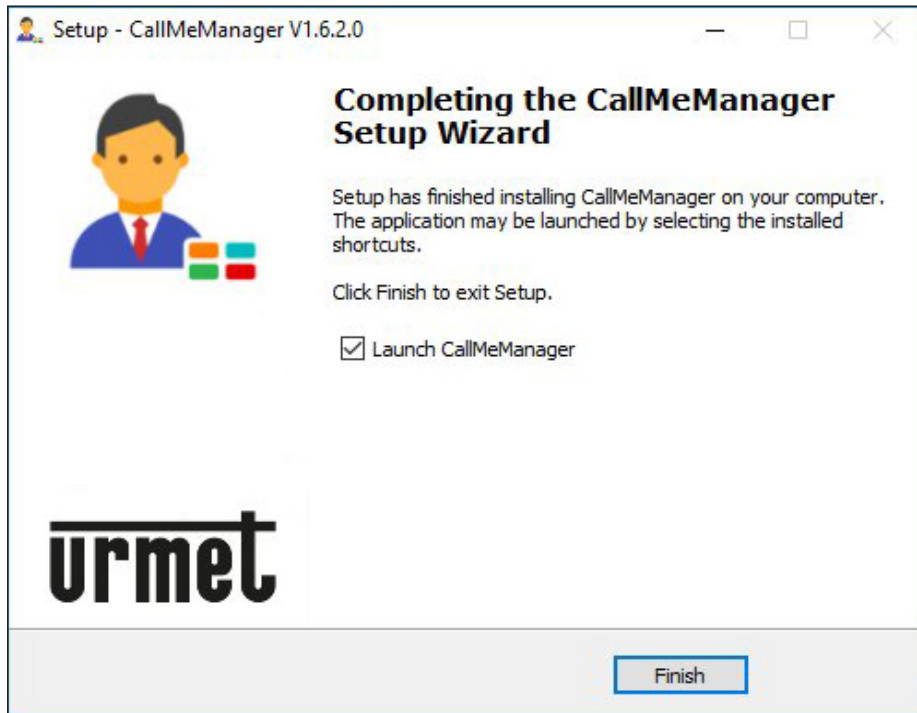 Setup - CallMeManager V1.6.2.0
Completing the CallMeManager
Setup Wizard
Setup has finished installing CallMeManager on your computer.
The application may be launched by selecting the installed
shortcuts.
Click Finish to exit Setup.
Launch CallMeManager
urmet
Finish